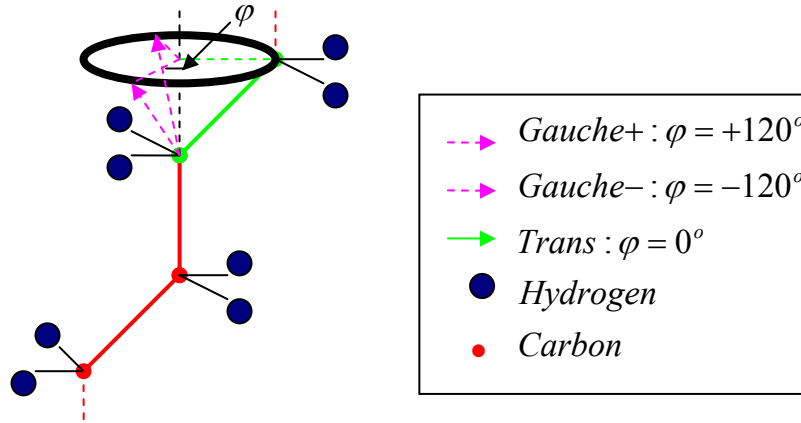 φ
Gauche+ : φ = +120°
Gauche− : φ = −120°
Trans : φ = 0°
Hydrogen
Carbon